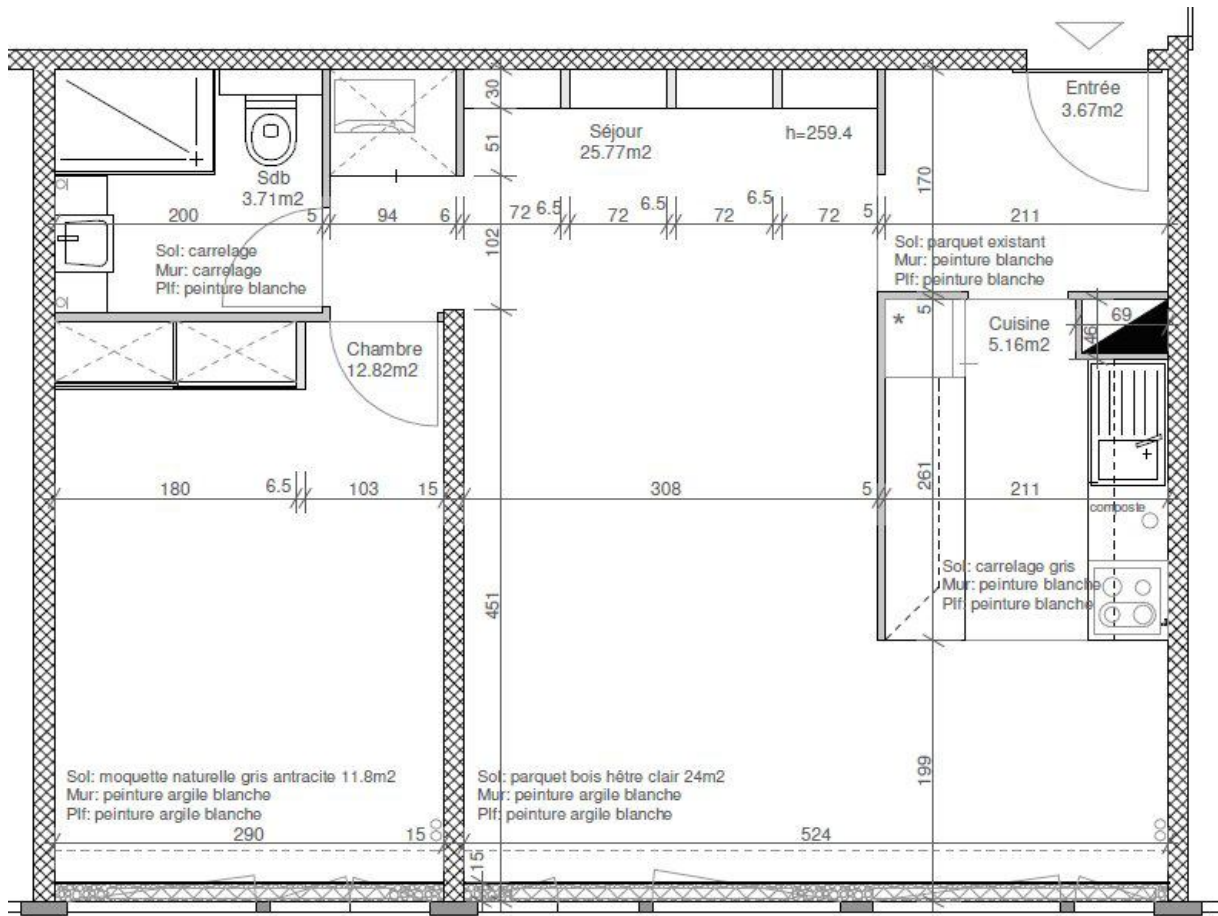 Entrée
3.67m2
30
Séjour
25.77m2
h=259.4
51
Sdb
3.71m2
170
200
5
94
6
72
6.5
72
6.5
72
6.5
72
5
211
102
Sol: carrelage
Mur: carrelage
Plf: peinture blanche
Sol: parquet existant
Mur: peinture blanche
Plf: peinture blanche
*
5
Cuisine
5.16m2
69
46
Chambre
12.82m2
180
6.5
103
15
308
5
261
211
composte
Sol: carrelage gris
Mur: peinture blanche
Plf: peinture blanche
451
199
Sol: moquette naturelle gris antracite 11.8m2
Mur: peinture argile blanche
Plf: peinture argile blanche
Sol: parquet bois hêtre clair 24m2
Mur: peinture argile blanche
Plf: peinture argile blanche
290
15
524
15